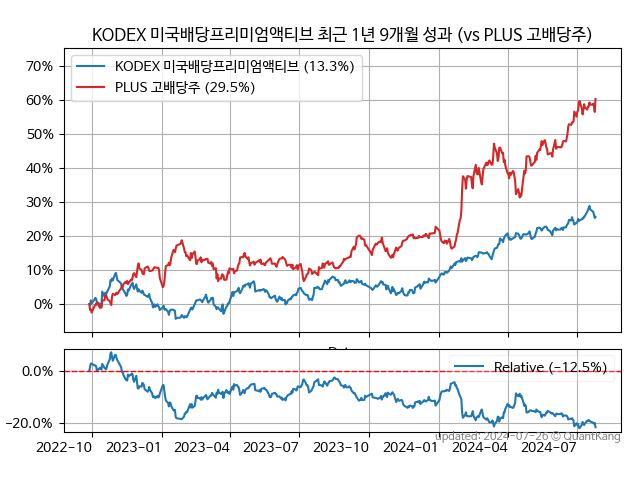 KODEX 미국배당프리미엄액티브 최근 1년 9개월 성과 (vs PLUS 고배당주)
70%
60%
50%
40%
30%
20%
10%
0%
KODEX 미국배당프리미엄액티브 (13.3%)
PLUS 고배당주 (29.5%)
0.0%
−20.0%
Relative (−12.5%)
updated: 2024-07-26 © QuantKang
2022-10 2023-01 2023-04 2023-07 2023-10 2024-01 2024-04 2024-07